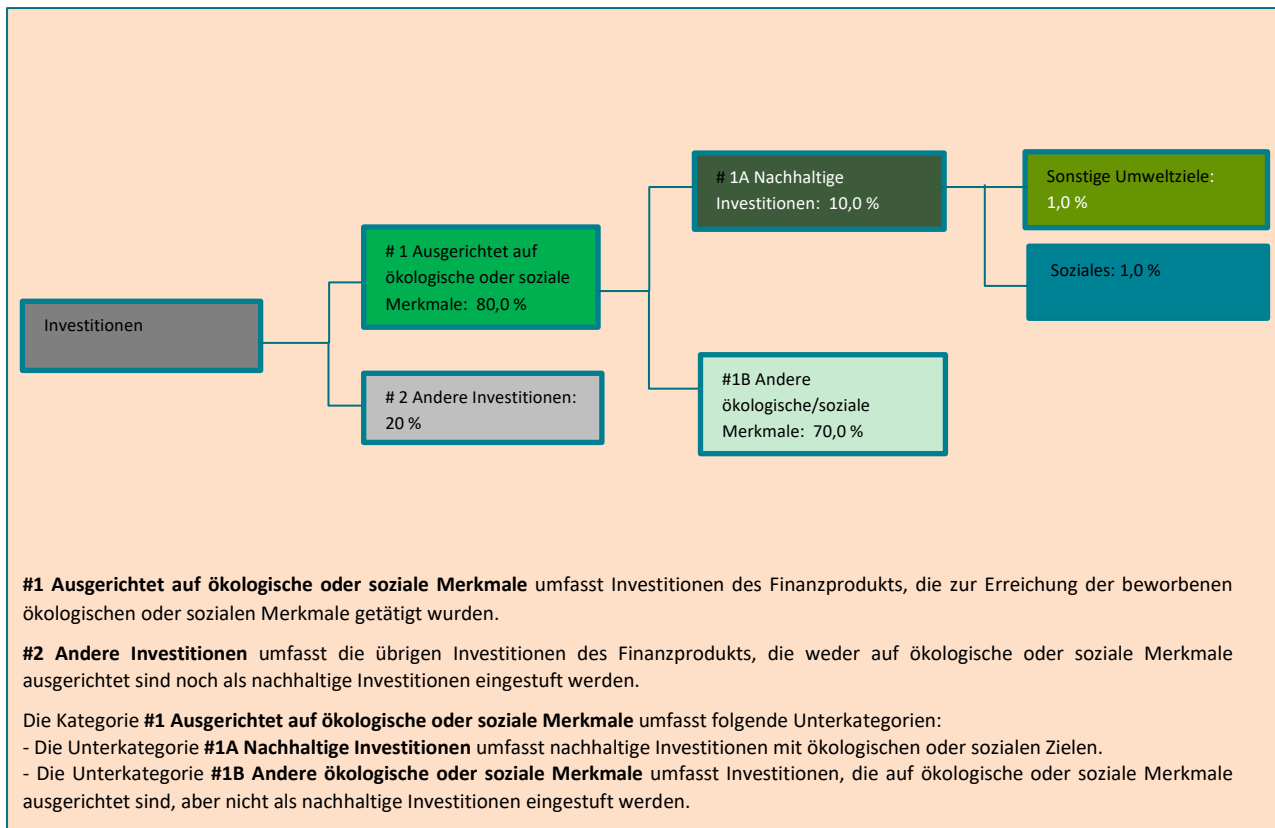 # 1A Nachhaltige
Investitionen: 10,0 %
Sonstige Umweltziele:
1,0 %
# 1 Ausgerichtet auf
ökologische oder soziale
Merkmale: 80,0 %
Soziales: 1,0 %
Investitionen
# 2 Andere Investitionen:
20 %
#1B Andere
ökologische/soziale
Merkmale: 70,0 %
#1 Ausgerichtet auf ökologische oder soziale Merkmale umfasst Investitionen des Finanzprodukts, die zur Erreichung der beworbenen
ökologischen oder sozialen Merkmale getätigt wurden.
#2 Andere Investitionen umfasst die übrigen Investitionen des Finanzprodukts, die weder auf ökologische oder soziale Merkmale
ausgerichtet sind noch als nachhaltige Investitionen eingestuft werden.
Die Kategorie #1 Ausgerichtet auf ökologische oder soziale Merkmale umfasst folgende Unterkategorien:
- Die Unterkategorie #1A Nachhaltige Investitionen umfasst nachhaltige Investitionen mit ökologischen oder sozialen Zielen.
- Die Unterkategorie #1B Andere ökologische oder soziale Merkmale umfasst Investitionen, die auf ökologische oder soziale Merkmale
ausgerichtet sind, aber nicht als nachhaltige Investitionen eingestuft werden.